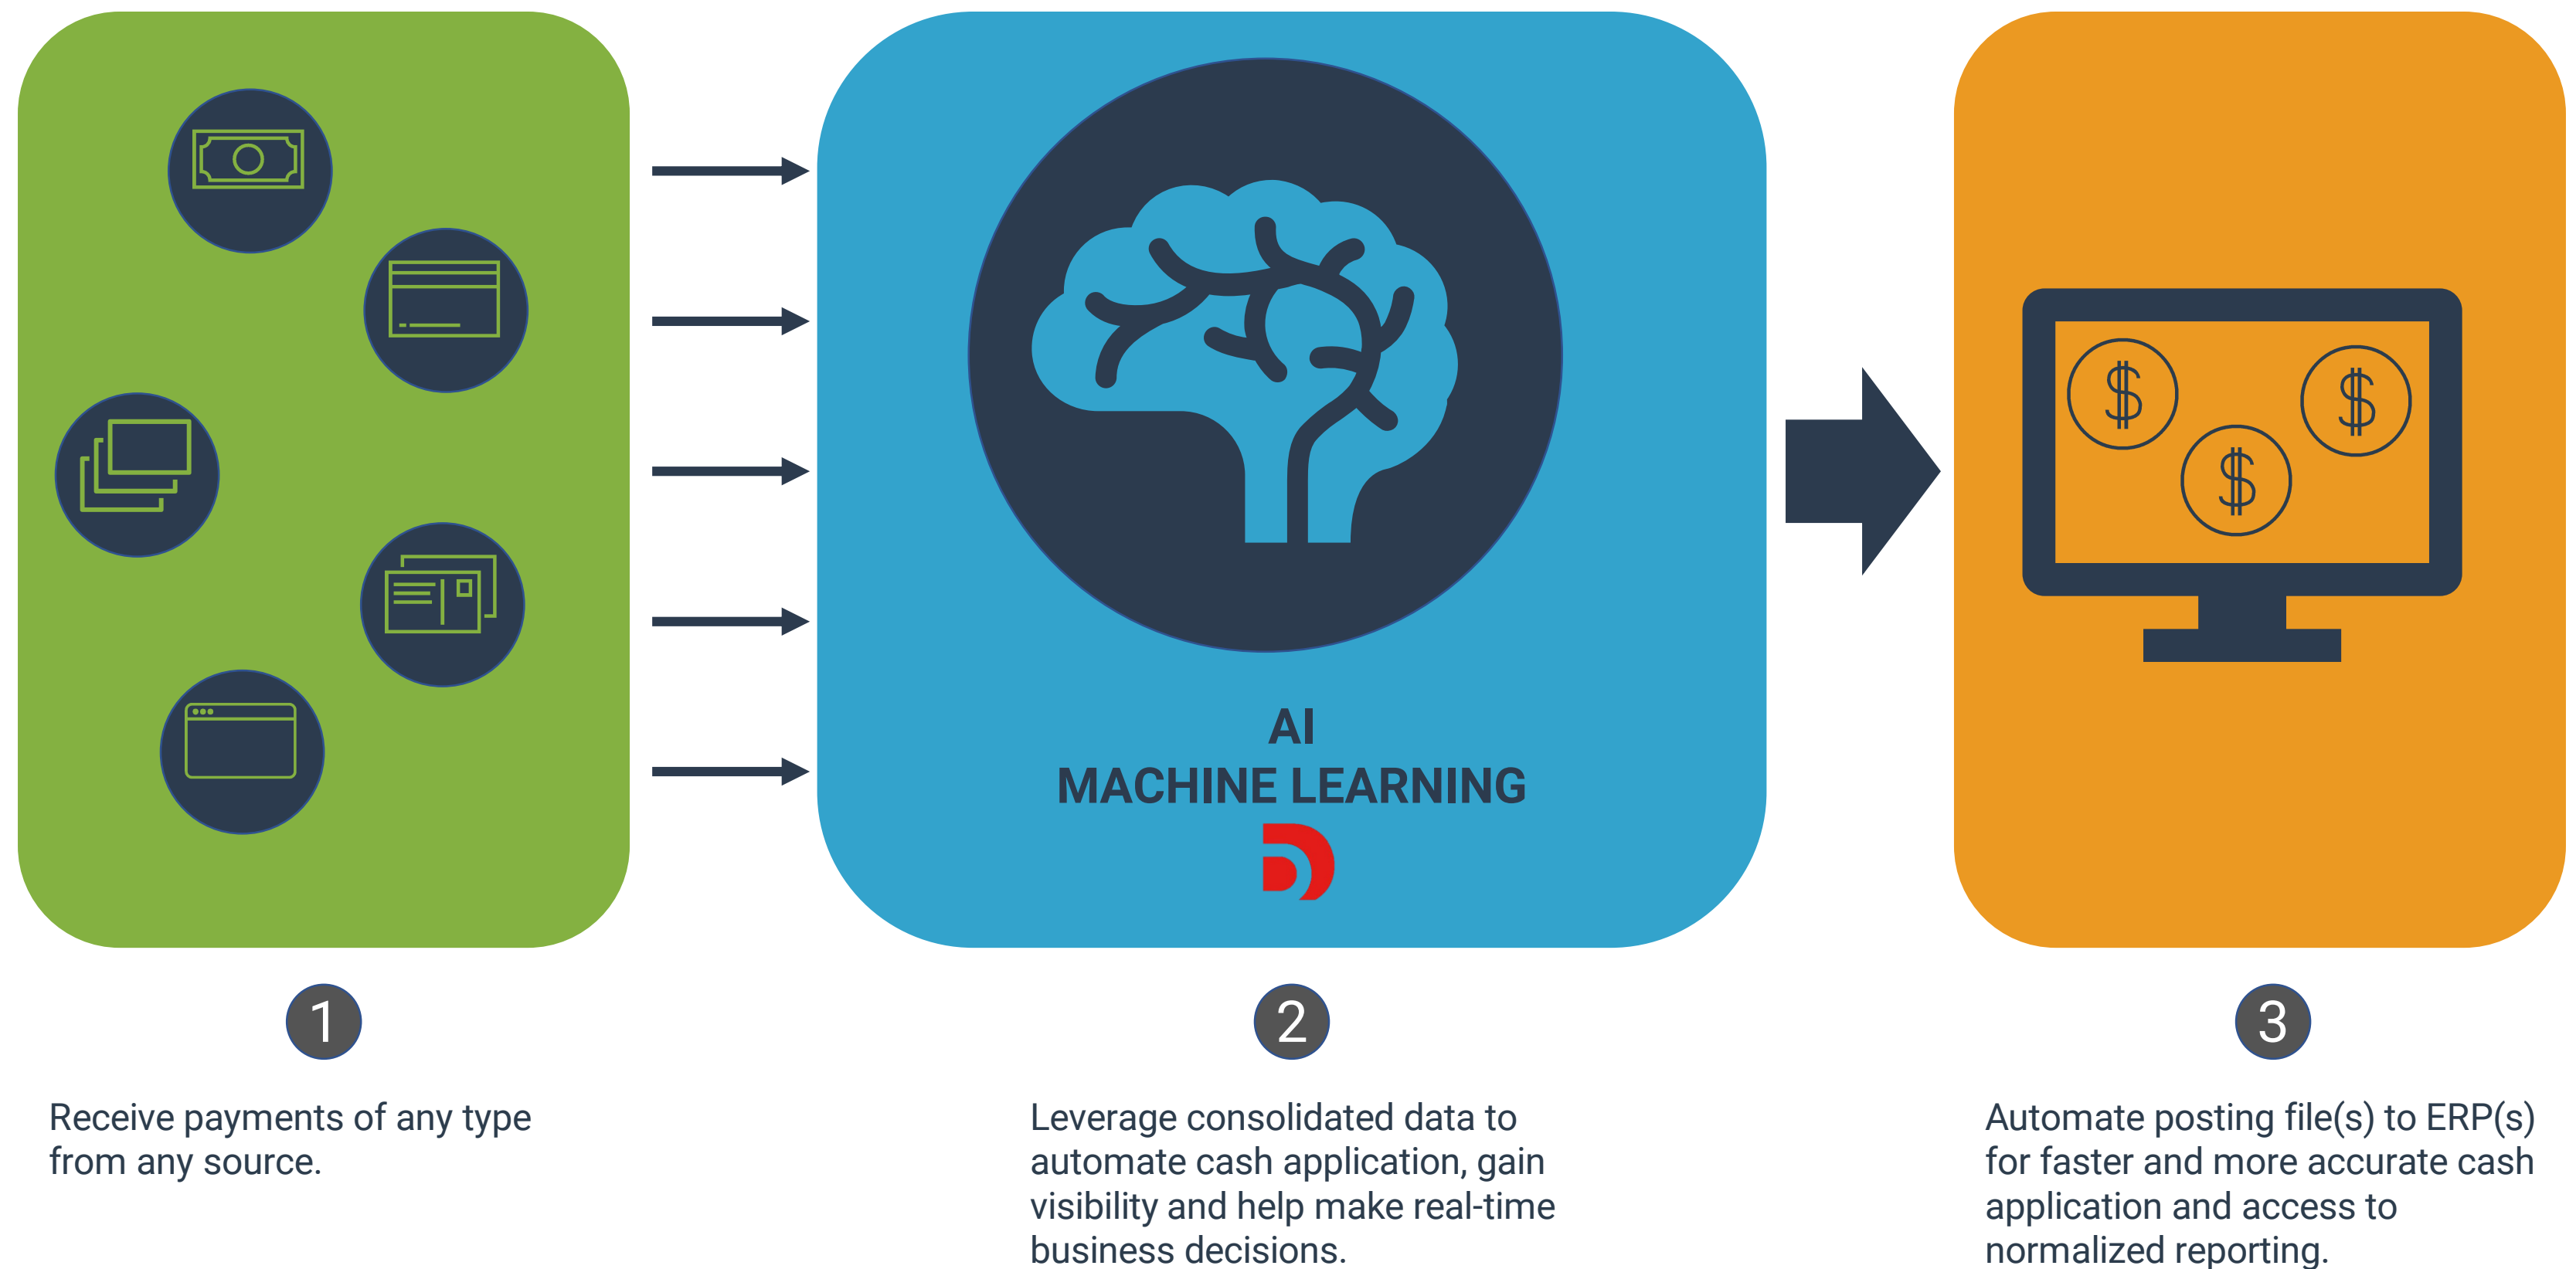 AI
MACHINE LEARNING
1
Receive payments of any type
from any source.
2
Leverage consolidated data to
automate cash application, gain
visibility and help make real-time
business decisions.
3
Automate posting file(s) to ERP(s)
for faster and more accurate cash
application and access to
normalized reporting.
$
$
$